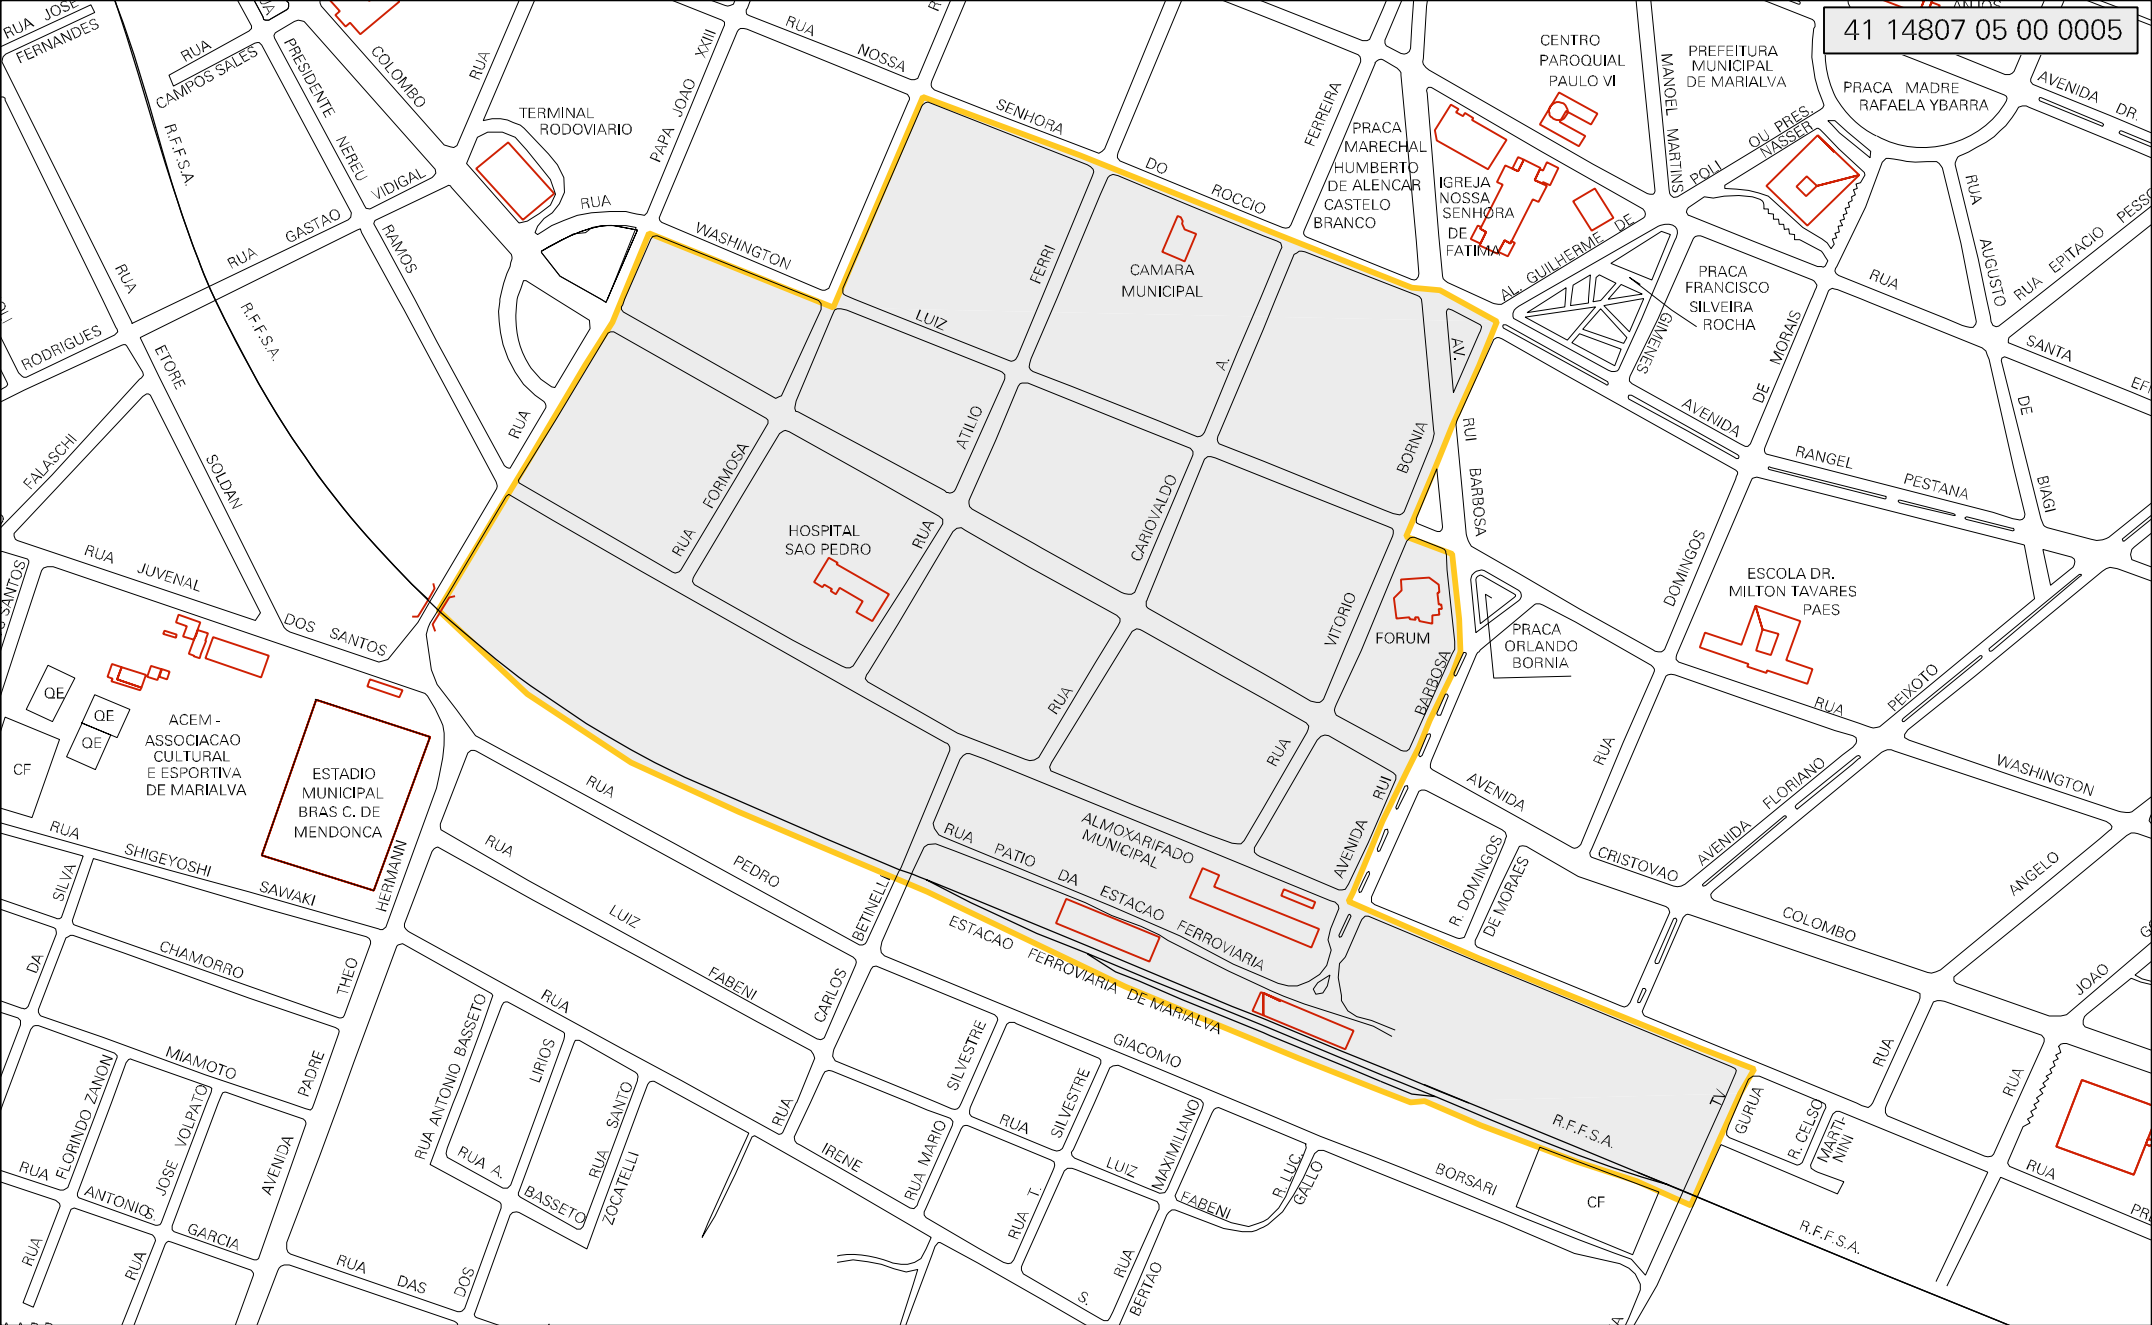 41 14807 05 00 0005
RUA JOSE
FERNANDES
RUA
CAMPOS SALES
PRESIDENTE
NEREU
RAMOS
COLOMBO
RUA
R.F.F.S.A.
R.F.F.S.A.
TERMINAL
RODOVIARIO
PAPA JOAO XXIII
RUA
NOSSA
SENHORA
DO
ROCCIO
FERREIRA
PRACA
MARECHAL
HUMBERTO
DE ALENCAR
CASTELO
BRANCO
CENTRO
PAROQUIAL
PAULO VI
MANOEL MARTINS
PREFEITURA
MUNICIPAL
DE MARIALVA
PRACA MADRE
RAFAELA YBARRA
AVENIDA DR.
POLI OU PRES.
NASSER
IGREJA
NOSSA
SENHORA
DE
FATIMA
AL. GUILHERME DE
PRACA
FRANCISCO
SILVEIRA
ROCHA
GIMENES
DE MORAIS
DOMINGOS
RUA
RUA
AUGUSTO
DE
BIAGI
RUA EPITACIO
SANTA
RUA GASTAO VIDIGAL
RUA
RODRIGUES
RUA
ETORE
SOLDAN
FALASCHI
RUA
WASHINGTON
LUIZ
FERRI
ATILIO
RUA
CAMARA
MUNICIPAL
A.
CARIOVALDO
RUA
AV.
RUI
BARBOSA
BORNIA
VITORIO
RUA
AVENIDA
RANGEL
PESTANA
RUA
RUA
FORMOSA
HOSPITAL
SAO PEDRO
FORUM
PRACA
ORLANDO
BORNIA
ESCOLA DR.
MILTON TAVARES
PAES
RUA
WASHINGTON
SANTOS
RUA
JUVENAL
DOS SANTOS
QE
QE
QE
CF
ACEM -
ASSOCIACAO
CULTURAL
E ESPORTIVA
DE MARIALVA
ESTADIO
MUNICIPAL
BRAS C. DE
MENDONCA
AVENIDA
RUI
BARBOSA
AVENIDA
CRISTOVAO
COLOMBO
RUA
AVENIDA
FLORIANO
PEIXOTO
ANGELO
JOAO
RUA
RUA
R. DOMINGOS
DE MORAES
ALMOXARIFADO
MUNICIPAL
RUA
PATIO
DA
ESTACAO
FERROVIARIA
ESTACAO
FERROVIARIA
DE MARIALVA
RUA
PEDRO
BETINELLI
CARLOS
RUA
RUA
LUIZ
FABENI
RUA
SHIGEYOSHI
SAWAKI
SILVA
DA
HERMANN
THEO
PADRE
AVENIDA
CHAMORRO
MIAMOTO
FLORINDO ZANON
RUA
JOSE VOLPATO
RUA
RUA
ANTONIO S.
GARCIA
RUA ANTONIO BASSETO
LIRIOS
DOS
RUA
DAS
RUA A.
BASSETO
RUA SANTO
ZOCATELLI
RUA
IRENE
SILVESTRE
RUA MARIO
GIACOMO
BORSARI
RUA
LUIZ
FABENI
SILVESTRE
RUA T.
MAXIMILIANO
RUA
BERTAO
S.
R. LUC.
GALLO
R.F.F.S.A.
CF
TV
GURUA
R. CELSO
MARTI-
NINI
R.F.F.S.A.
RUA